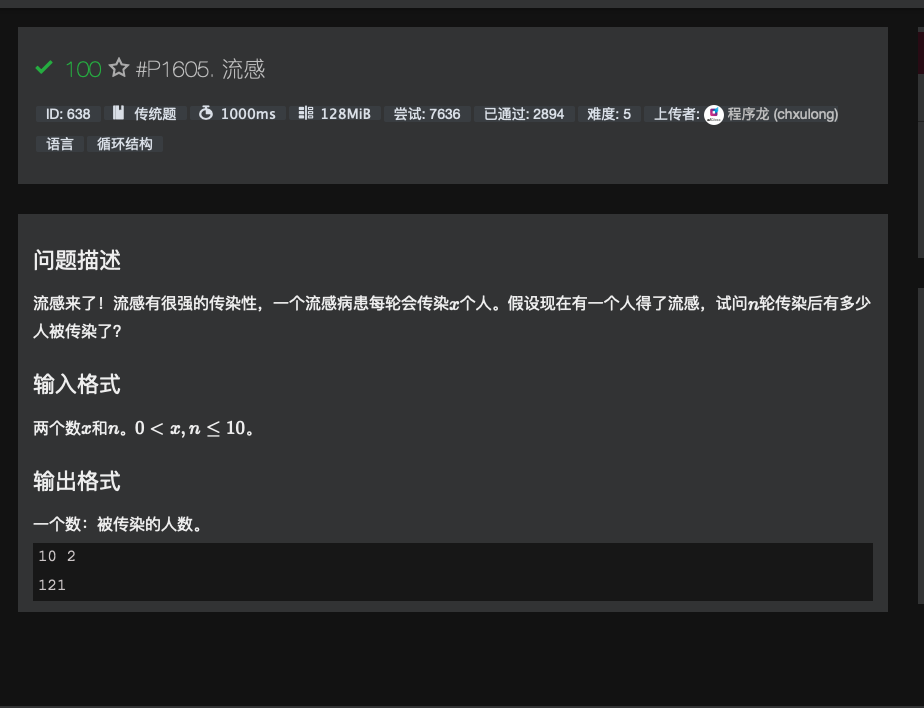 100 #P1605. 流感
ID: 638 传统题 1000ms 128MiB 尝试: 7636 已通过: 2894 难度: 5 上传者: 程序龙 (chxulong)
语言 循环结构
问题描述
流感来了！流感有很强的传染性，一个流感病患每轮会传染x个人。假设现在有一个人得了流感，试问n轮传染后有多少
人被传染了？
输入格式
两个数x和n。0 < x, n ≤ 10。
输出格式
一个数：被传染的人数。
10 2
121